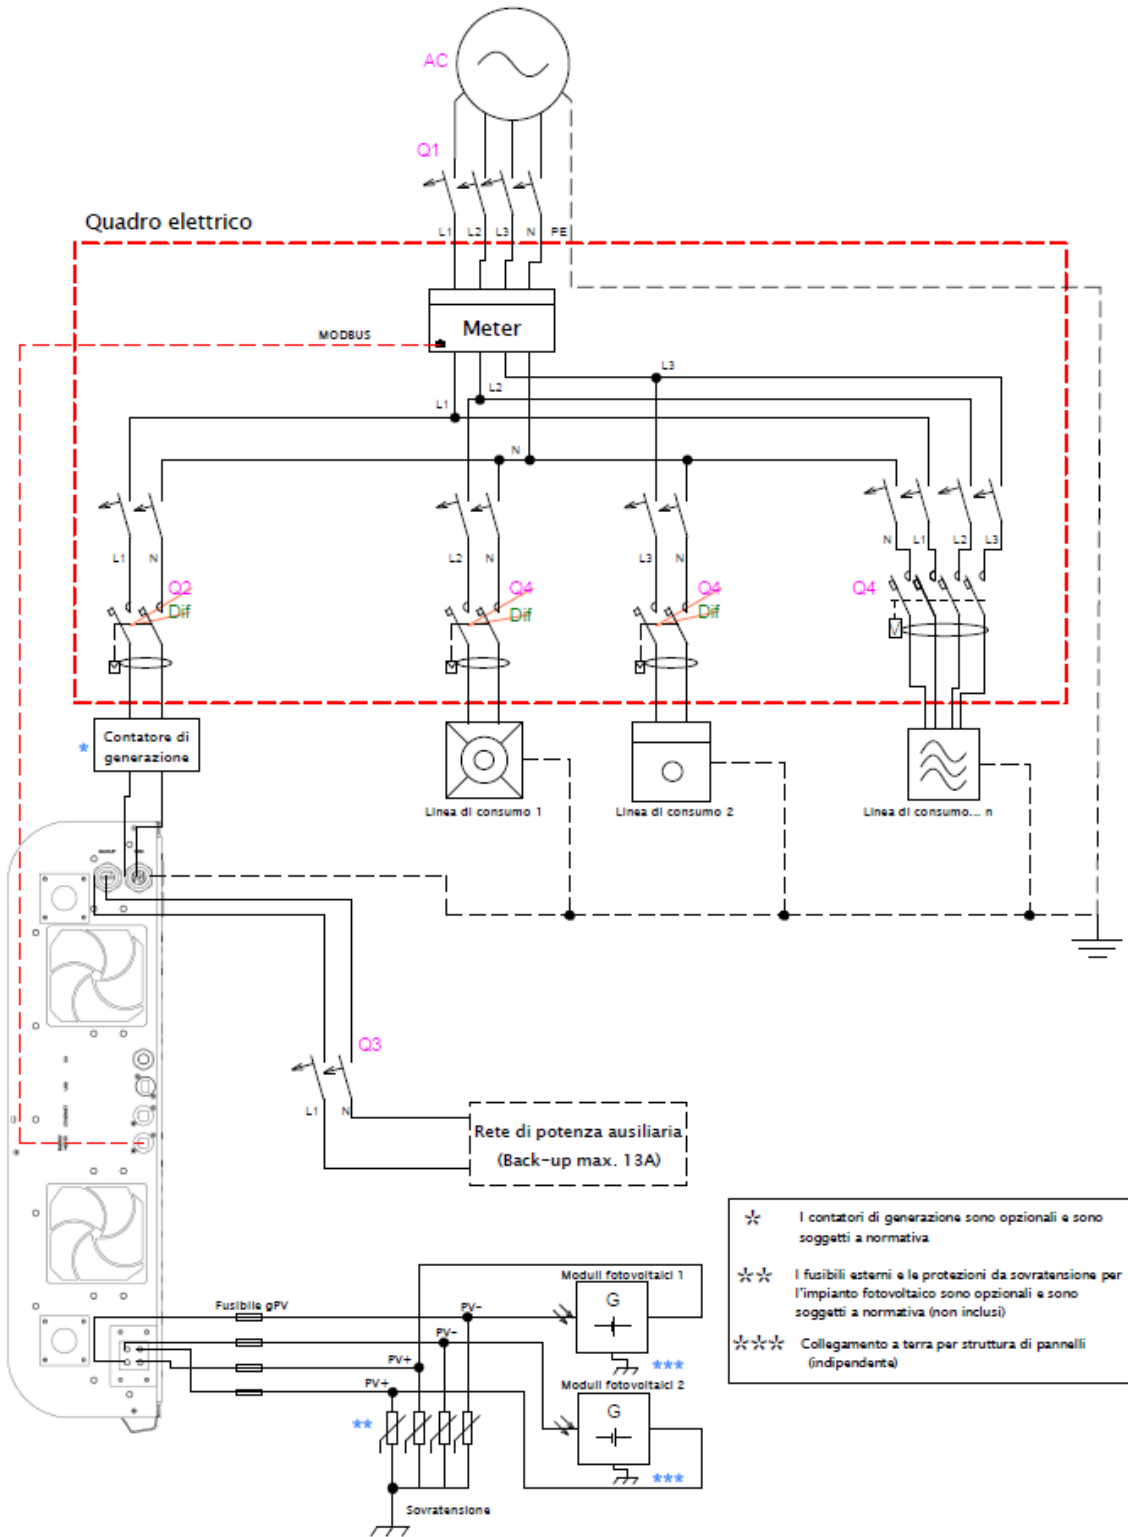 AC
Q1
Quadro elettrico
L1 L2 L3 N PE
MODBUS
Meter
L3
L2
L1
N
L1 N
L2 N
L3 N
N L1 L2 L3
Q2
Dif
Q4
Dif
Q4
Dif
Q4
* Contatore di
generazione
Linea di consumo 1
Linea di consumo 2
Linea di consumo... n
Q3
L1 N
Rete di potenza ausiliaria
(Back-up max. 13A)
* I contatori di generazione sono opzionali e sono
soggetti a normativa
** I fusibili esterni e le protezioni da sovratensione per
l'impianto fotovoltaico sono opzionali e sono
soggetti a normativa (non inclusi)
*** Collegamento a terra per struttura di pannelli
(indipendente)
Moduli fotovoltaici 1
G
***
Fusibile gPV
PV-
PV-
PV+
PV+
Moduli fotovoltaici 2
G
***
**
Sovratensione